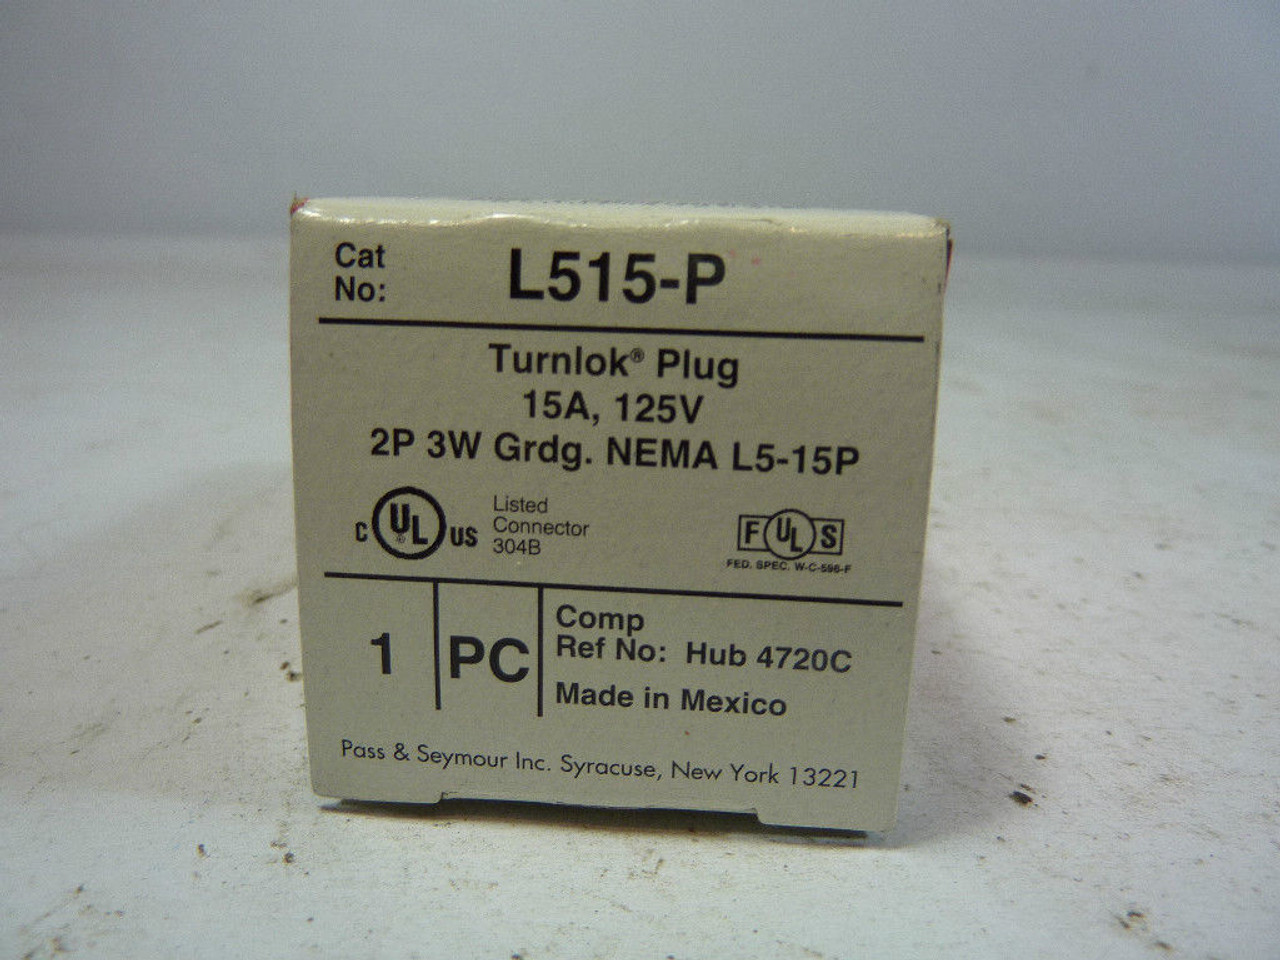 Cat
No:
L515-P
Turnlok® Plug
15A, 125V
2P 3W Grdg. NEMA L5-15P
C UL US
Listed
Connector
304B
F UL S
FED. SPEC. W-C-596-F
1
PC
Comp
Ref No: Hub 4720C
Made in Mexico
Pass & Seymour Inc. Syracuse, New York 13221